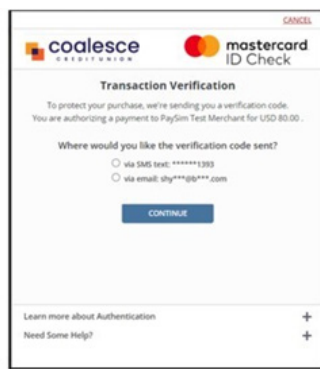 CANCEL
coalesce
CREDIT UNION
mastercard
ID Check
Transaction Verification
To protect your purchase, we're sending you a verification code.
You are authorizing a payment to PaySim Test Merchant for USD 80.00 .
Where would you like the verification code sent?
via SMS text: ******1393
via email: shy***@b***.com
CONTINUE
Learn more about Authentication +
Need Some Help? +